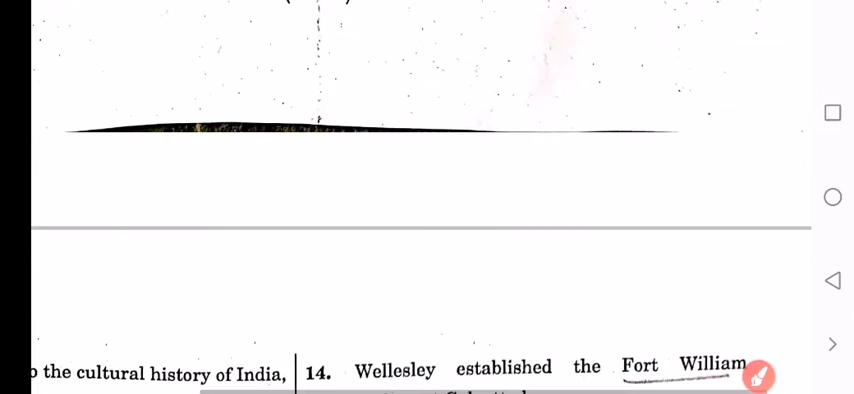 the cultural history of India,
14. Wellesley established the Fort William